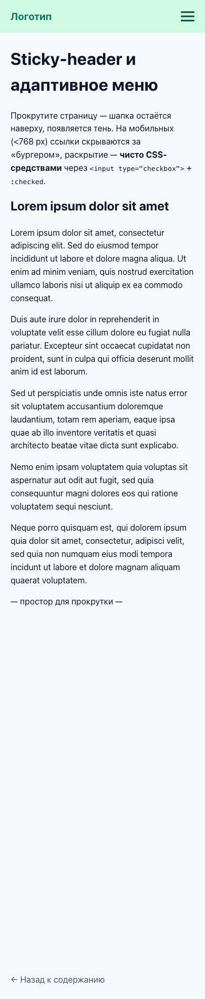 Логотип
Sticky-header и
адаптивное меню
Прокрутите страницу — шапка остаётся
наверху, появляется тень. На мобильных
(<768 px) ссылки скрываются за
«бургером», раскрытие — чисто CSS-
средствами через <input type="checkbox"> +
:checked.
Lorem ipsum dolor sit amet
Lorem ipsum dolor sit amet, consectetur
adipiscing elit. Sed do eiusmod tempor
incididunt ut labore et dolore magna aliqua. Ut
enim ad minim veniam, quis nostrud exercitation
ullamco laboris nisi ut aliquip ex ea commodo
consequat.
Duis aute irure dolor in reprehenderit in
voluptate velit esse cillum dolore eu fugiat nulla
pariatur. Excepteur sint occaecat cupidatat non
proident, sunt in culpa qui officia deserunt mollit
anim id est laborum.
Sed ut perspiciatis unde omnis iste natus error
sit voluptatem accusantium doloremque
laudantium, totam rem aperiam, eaque ipsa
quae ab illo inventore veritatis et quasi
architecto beatae vitae dicta sunt explicabo.
Nemo enim ipsam voluptatem quia voluptas sit
aspernatur aut odit aut fugit, sed quia
consequuntur magni dolores eos qui ratione
voluptatem sequi nesciunt.
Neque porro quisquam est, qui dolorem ipsum
quia dolor sit amet, consectetur, adipisci velit,
sed quia non numquam eius modi tempora
incidunt ut labore et dolore magnam aliquam
quaerat voluptatem.
— простор для прокрутки —
← Назад к содержанию